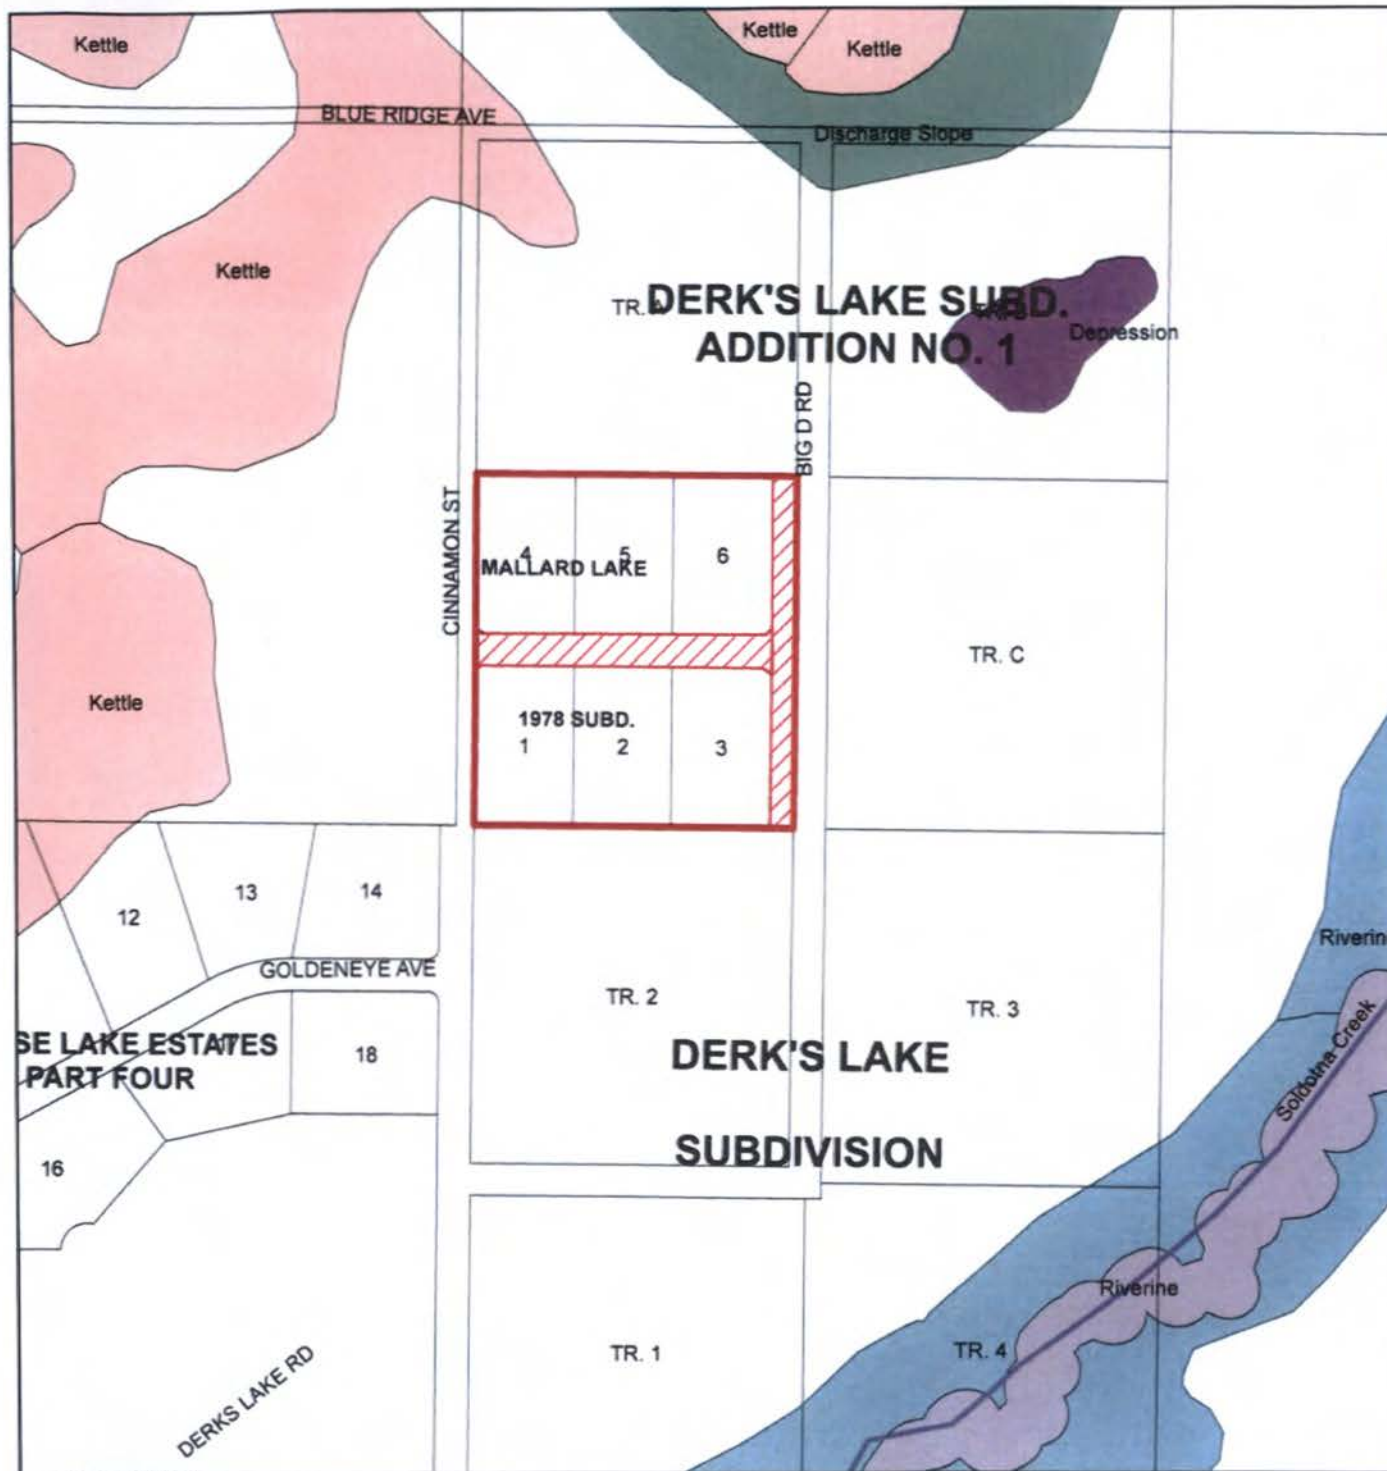 Kettle
Kettle
Kettle
BLUE RIDGE AVE
Discharge Slope
Kettle
TR. A
DERK'S LAKE SUBD.
ADDITION NO. 1
Depression
BIG D RD
CINNAMON ST
4
5
6
MALLARD LAKE
TR. C
Kettle
1978 SUBD.
1
2
3
12
13
14
GOLDENEYE AVE
Riverin
TR. 2
TR. 3
SE LAKE ESTATES
17
18
PART FOUR
DERK'S LAKE
Soldotna Creek
SUBDIVISION
16
Riverine
TR. 1
TR. 4
DERKS LAKE RD